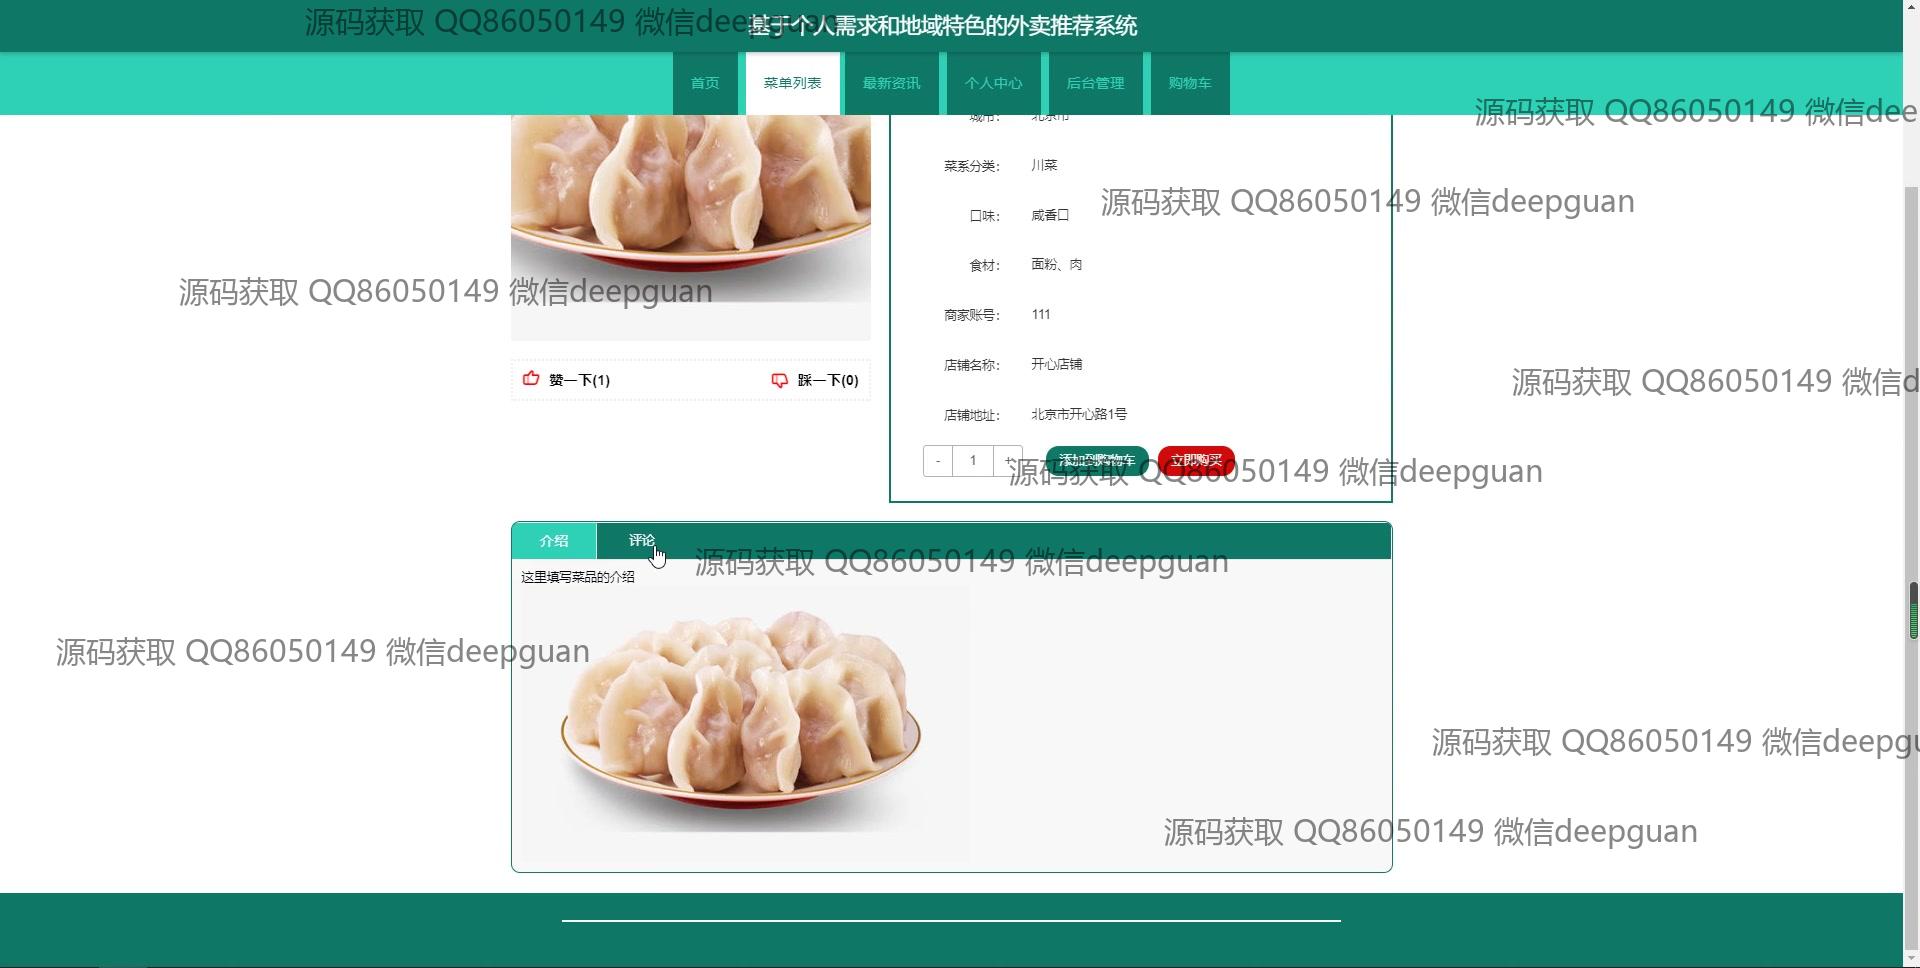 源码获取 QQ86050149 微信deepguan
基于个人需求和地域特色的外卖推荐系统
首页
菜单列表
最新资讯
个人中心
后台管理
购物车
源码获取 QQ86050149 微信dee
城市： 北京市
菜系分类： 川菜
源码获取 QQ86050149 微信deepguan
口味： 咸香口
食材： 面粉、肉
源码获取 QQ86050149 微信deepguan
商家账号： 111
店铺名称： 开心店铺
赞一下(1)
踩一下(0)
源码获取 QQ86050149 微信d
店铺地址： 北京市开心路1号
- 1 +
添加到购物车
立即购买
源码获取 QQ86050149 微信deepguan
介绍
评论
源码获取 QQ86050149 微信deepguan
这里填写菜品的介绍
源码获取 QQ86050149 微信deepguan
源码获取 QQ86050149 微信deepgu
源码获取 QQ86050149 微信deepguan